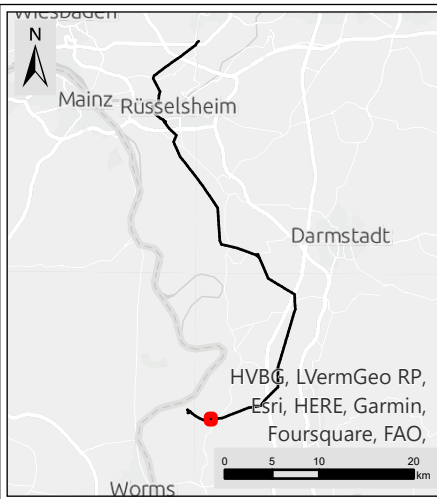 Wiesbaden
N
Mainz
Rüsselsheim
Darmstadt
HVBG, LVermGeo RP,
Esri, HERE, Garmin,
Foursquare, FAO,
0 5 10 20
km
Worms